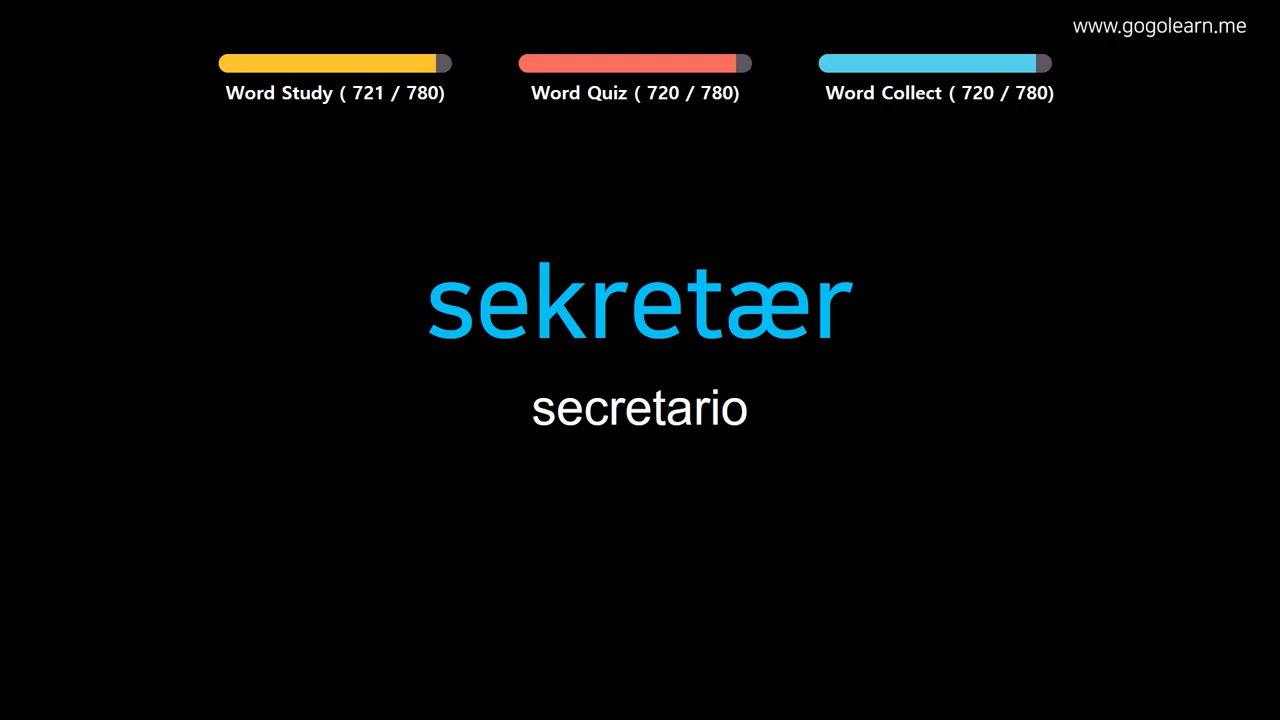 www.gogolearn.me
Word Study ( 721 / 780)
Word Quiz ( 720 / 780)
Word Collect ( 720 / 780)
sekretær
secretario